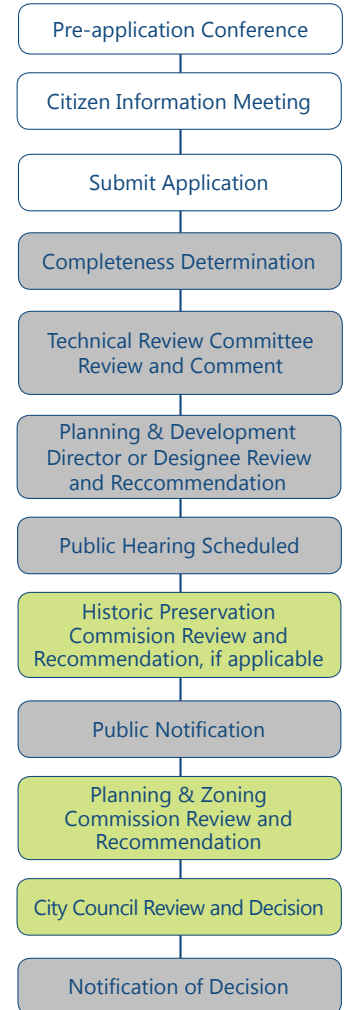 Pre-application Conference
Citizen Information Meeting
Submit Application
Completeness Determination
Technical Review Committee
Review and Comment
Planning & Development
Director or Designee Review
and Reccommendation
Public Hearing Scheduled
Historic Preservation
Commision Review and
Recommendation, if applicable
Public Notification
Planning & Zoning
Commission Review and
Recommendation
City Council Review and Decision
Notification of Decision